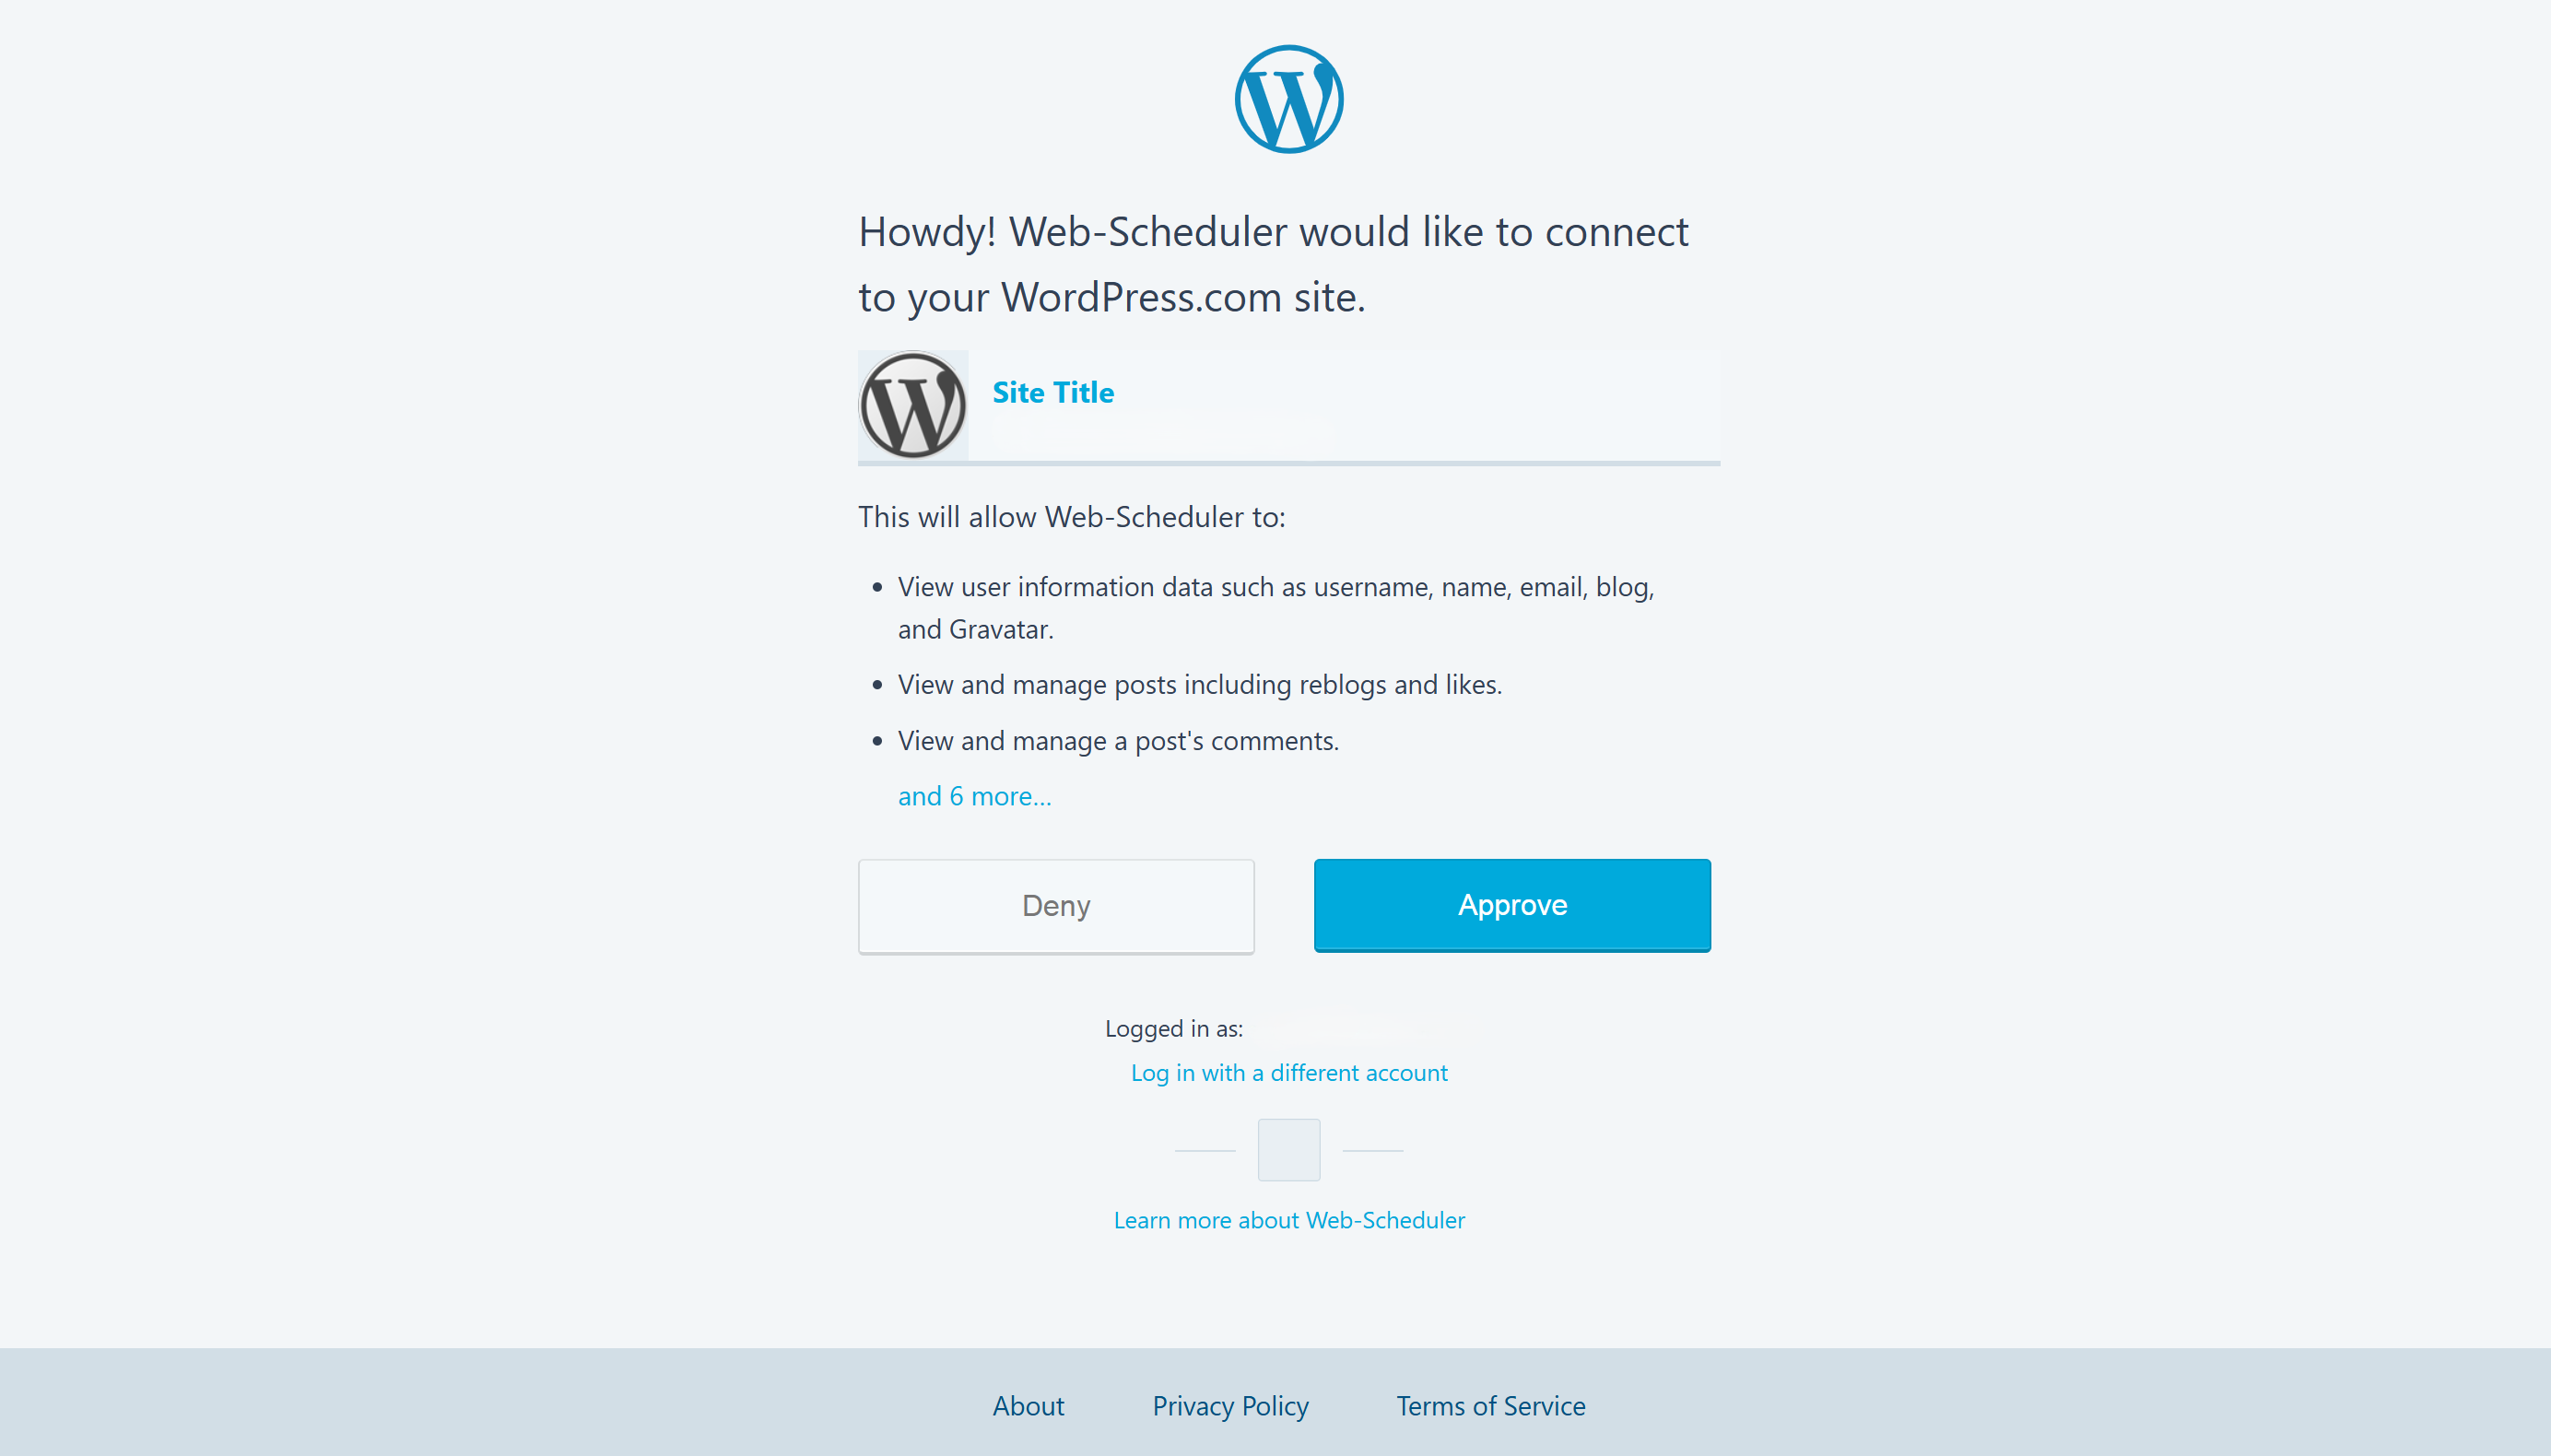 Howdy! Web-Scheduler would like to connect
to your WordPress.com site.
Site Title
This will allow Web-Scheduler to:
View user information data such as username, name, email, blog,
and Gravatar.
View and manage posts including reblogs and likes.
View and manage a post's comments.
and 6 more...
Deny
Approve
Logged in as:
Log in with a different account
Learn more about Web-Scheduler
About
Privacy Policy
Terms of Service